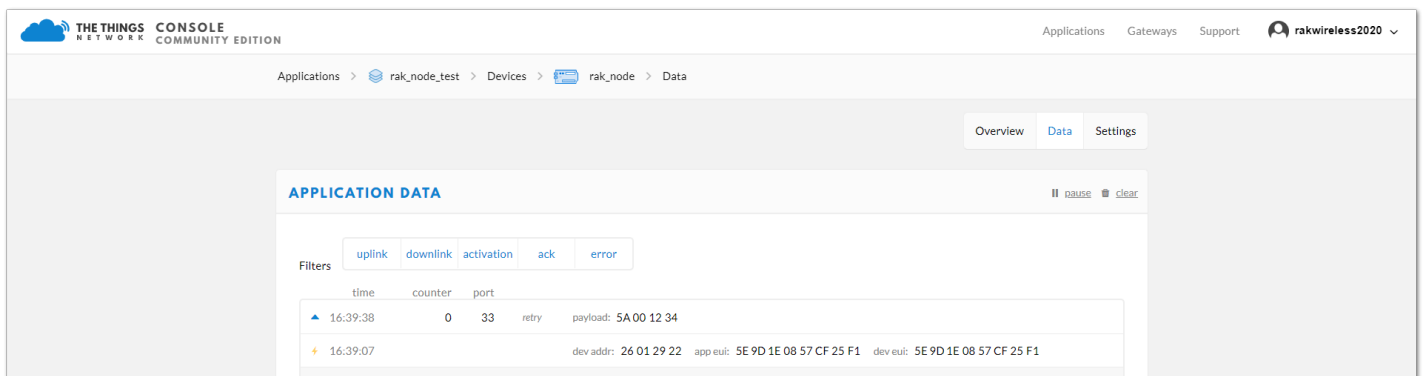 THE THINGS NETWORK CONSOLE COMMUNITY EDITION
Applications Gateways Support rakwireless2020
Applications > rak_node_test > Devices > rak_node > Data
Overview Data Settings
APPLICATION DATA
pause clear
Filters uplink downlink activation ack error
time counter port
16:39:38 0 33 retry payload: 5A 00 12 34
16:39:07 dev addr: 26 01 29 22 app eui: 5E 9D 1E 08 57 CF 25 F1 dev eui: 5E 9D 1E 08 57 CF 25 F1